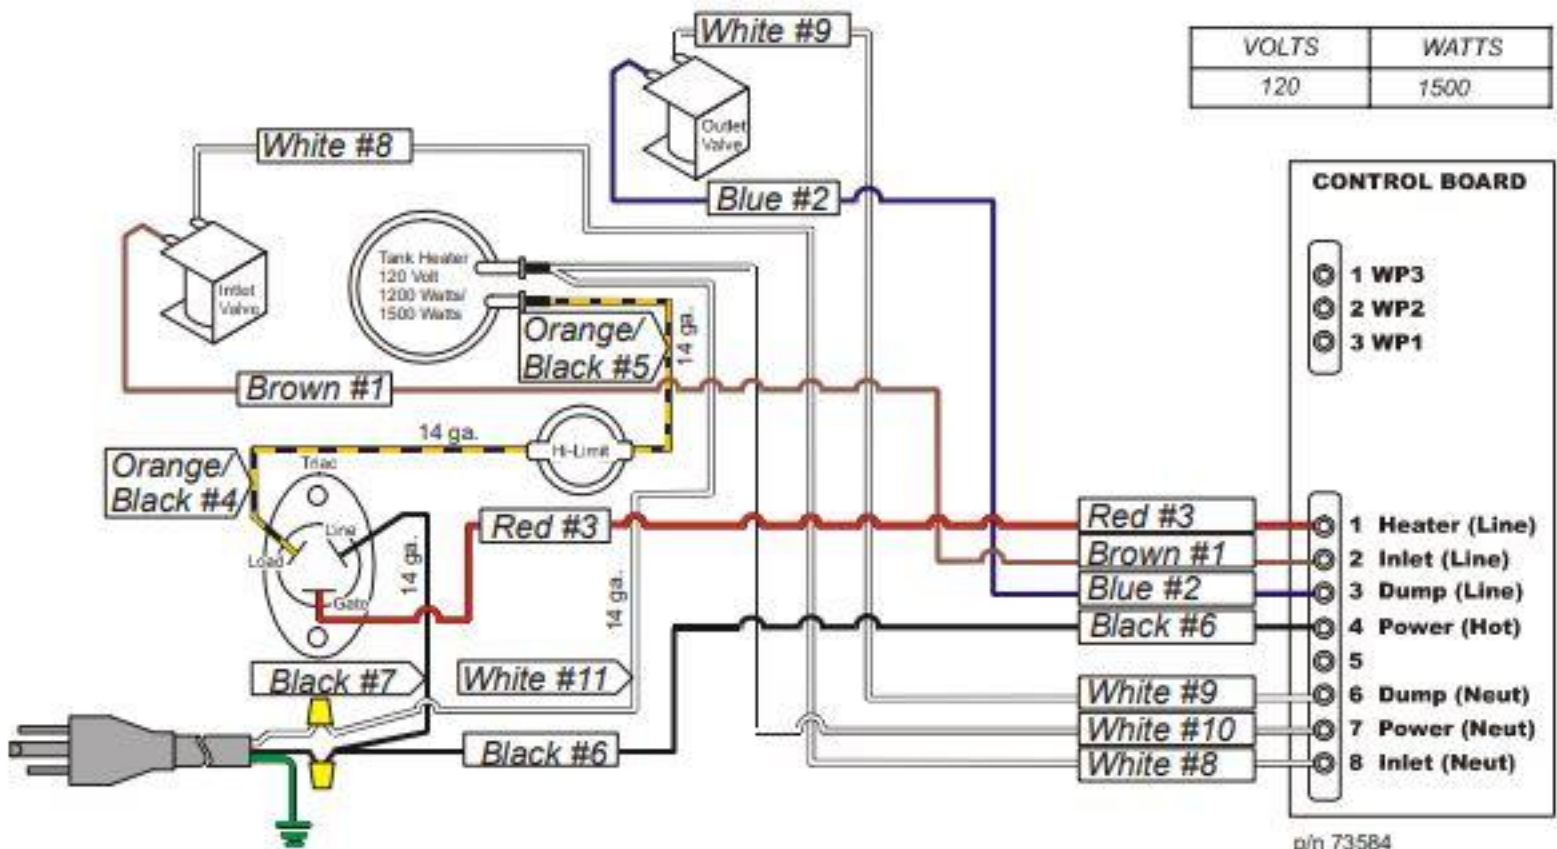 White #9
VOLTS WATTS
120 1500
Outlet
Valve
White #8
CONTROL BOARD
Blue #2
Tank Heater
120 Volt
1200 Watts/
1500 Watts
Intlet
Valve
1 WP3
2 WP2
3 WP1
Orange/
Black #5
14 ga.
Brown #1
14 ga.
Hi-Limit
Orange/
Black #4
Triac
Line
Load
Gate
14 ga.
Red #3
14 ga.
Red #3
1 Heater (Line)
Brown #1
2 Inlet (Line)
Blue #2
3 Dump (Line)
Black #6
4 Power (Hot)
5
Black #7
White #11
White #9
6 Dump (Neut)
White #10
7 Power (Neut)
Black #6
White #8
8 Inlet (Neut)
p/n 73584